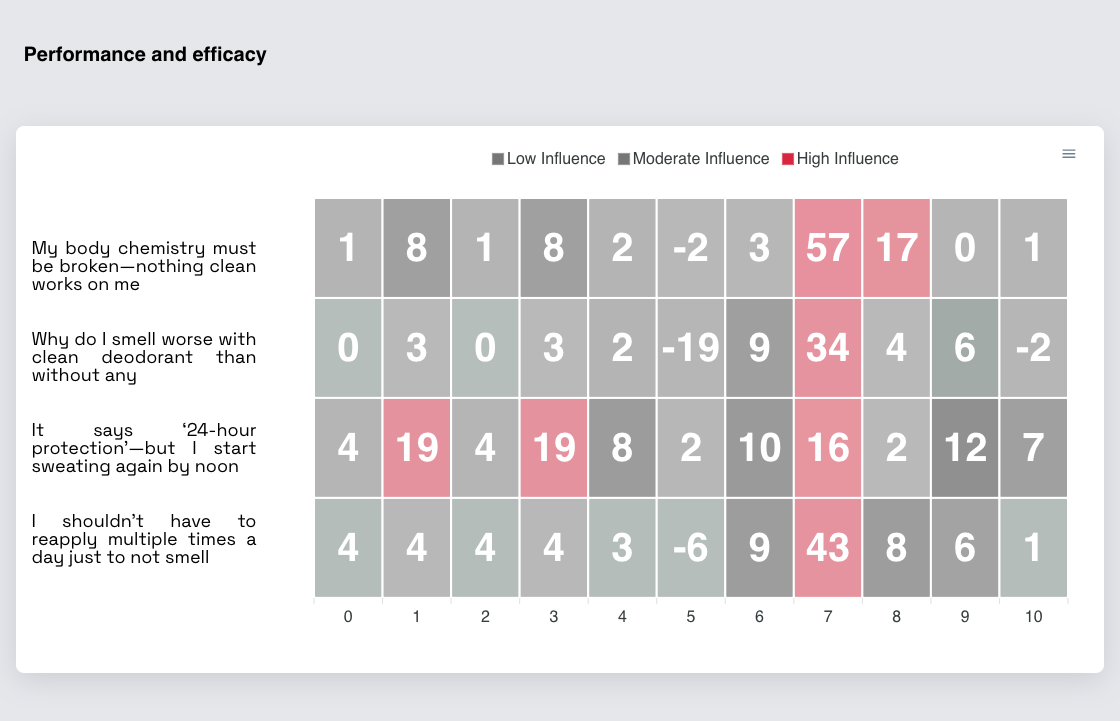 Performance and efficacy
Low Influence Moderate Influence High Influence
My body chemistry must
be broken—nothing clean
works on me
1 8 1 8 2 -2 3 57 17 0 1
Why do I smell worse with
clean deodorant than
without any
0 3 0 3 2 -19 9 34 4 6 -2
It says ‘24-hour
protection’—but I start
sweating again by noon
4 19 4 19 8 2 10 16 2 12 7
I shouldn’t have to
reapply multiple times a
day just to not smell
4 4 4 4 3 -6 9 43 8 6 1
0 1 2 3 4 5 6 7 8 9 10